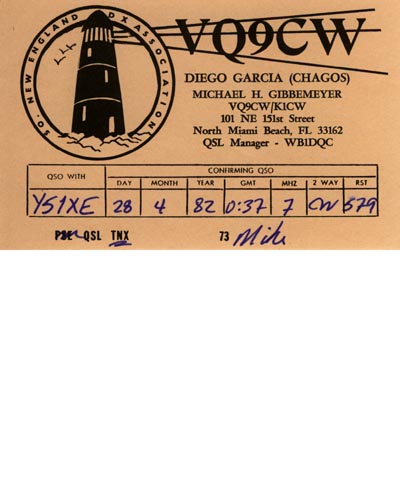 SO. NEW ENGLAND DX ASSOCIATION
VQ9CW
DIEGO GARCIA (CHAGOS)
MICHAEL H. GIBBEMEYER
VQ9CW/K1CW
101 NE 151st Street
North Miami Beach, FL 33162
QSL Manager - WB1DQC
QSO WITH CONFIRMING QSO
DAY MONTH YEAR GMT MHZ 2 WAY RST
Y51XE 28 4 82 0:37 7 CW 579
PSE QSL TNX 73 Mike